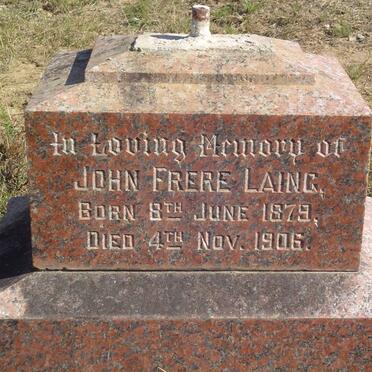 In Loving Memory of
JOHN FRERE LAING,
BORN 8TH JUNE 1879,
DIED 4TH NOV. 1906.